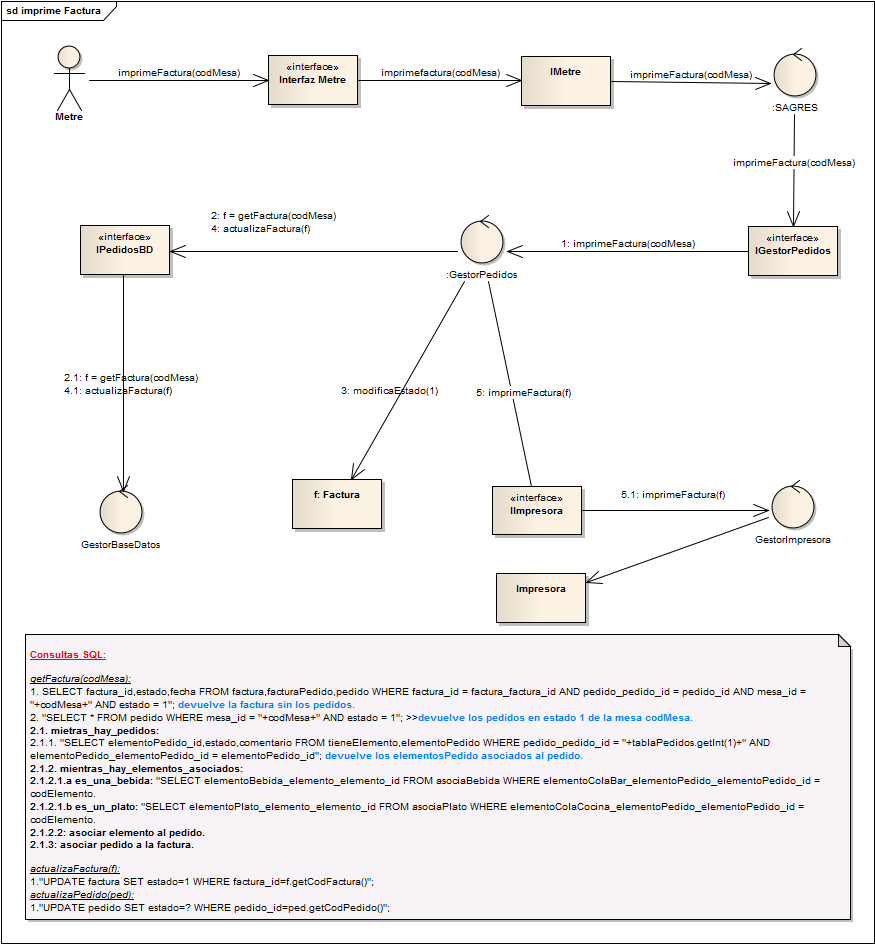 sd imprime Factura
Metre
imprimeFactura(codMesa)
«interface»
Interfaz Metre
imprimefactura(codMesa)
IMetre
imprimeFactura(codMesa)
:SAGRES
imprimeFactura(codMesa)
«interface»
IGestorPedidos
1: imprimeFactura(codMesa)
:GestorPedidos
2: f = getFactura(codMesa)
4: actualizaFactura(f)
«interface»
IPedidosBD
2.1: f = getFactura(codMesa)
4.1: actualizaFactura(f)
GestorBaseDatos
3: modificaEstado(1)
f: Factura
5: imprimeFactura(f)
«interface»
IImpresora
5.1: imprimeFactura(f)
GestorImpresora
Impresora
Consultas SQL:
getFactura(codMesa):
1. SELECT factura_id,estado,fecha FROM factura,facturaPedido,pedido WHERE factura_id = factura_factura_id AND pedido_pedido_id = pedido_id AND mesa_id =
"+codMesa+" AND estado = 1"; devuelve la factura sin los pedidos.
2. "SELECT * FROM pedido WHERE mesa_id = "+codMesa+" AND estado = 1"; >>devuelve los pedidos en estado 1 de la mesa codMesa.
2.1. mietras_hay_pedidos:
2.1.1. "SELECT elementoPedido_id,estado,comentario FROM tieneElemento,elementoPedido WHERE pedido_pedido_id = "+tablaPedidos.getInt(1)+" AND
elementoPedido_elementoPedido_id = elementoPedido_id"; devuelve los elementosPedido asociados al pedido.
2.1.2. mientras_hay_elementos_asociados:
2.1.2.1.a es_una_bebida: "SELECT elementoBebida_elemento_elemento_id FROM asociaBebida WHERE elementoColaBar_elementoPedido_elementoPedido_id =
codElemento.
2.1.2.1.b es_un_plato: "SELECT elementoPlato_elemento_elemento_id FROM asociaPlato WHERE elementoColaCocina_elementoPedido_elementoPedido_id =
codElemento.
2.1.2.2: asociar elemento al pedido.
2.1.3: asociar pedido a la factura.
actualizaFactura(f):
1."UPDATE factura SET estado=1 WHERE factura_id=f.getCodFactura()";
actualizaPedido(ped):
1."UPDATE pedido SET estado=? WHERE pedido_id=ped.getCodPedido()";